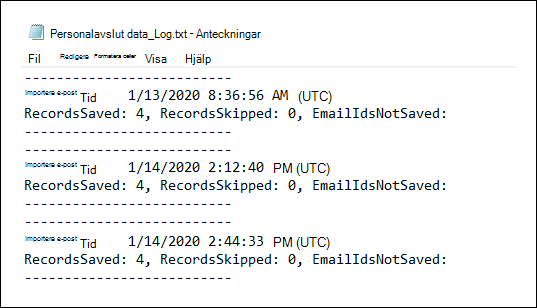 Personalavslut data_Log.txt - Anteckningar
Fil Redigera Formatera celler Visa Hjälp
---------------------------
Importera e-post Tid 1/13/2020 8:36:56 AM (UTC)
RecordsSaved: 4, RecordsSkipped: 0, EmailIdsNotSaved:
---------------------------
---------------------------
Importera e-post Tid 1/14/2020 2:12:40 PM (UTC)
RecordsSaved: 4, RecordsSkipped: 0, EmailIdsNotSaved:
---------------------------
---------------------------
Importera e-post Tid 1/14/2020 2:44:33 PM (UTC)
RecordsSaved: 4, RecordsSkipped: 0, EmailIdsNotSaved:
---------------------------